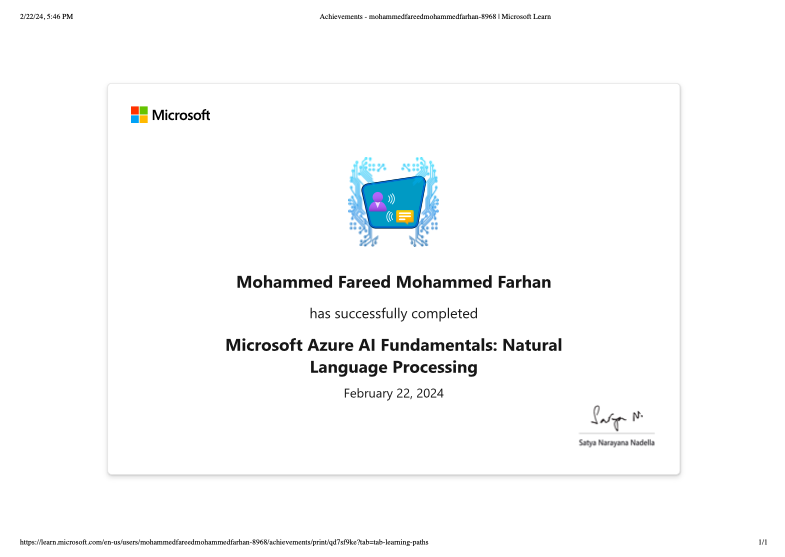 2/22/24, 5:46 PM
Achievements - mohammedfareedmohammedfarhan-8968 | Microsoft Learn
Microsoft
Mohammed Fareed Mohammed Farhan
has successfully completed
Microsoft Azure AI Fundamentals: Natural
Language Processing
February 22, 2024
Satya N.
Satya Narayana Nadella
https://learn.microsoft.com/en-us/users/mohammedfareedmohammedfarhan-8968/achievements/print/qd7sf9ke?tab=tab-learning-paths
1/1